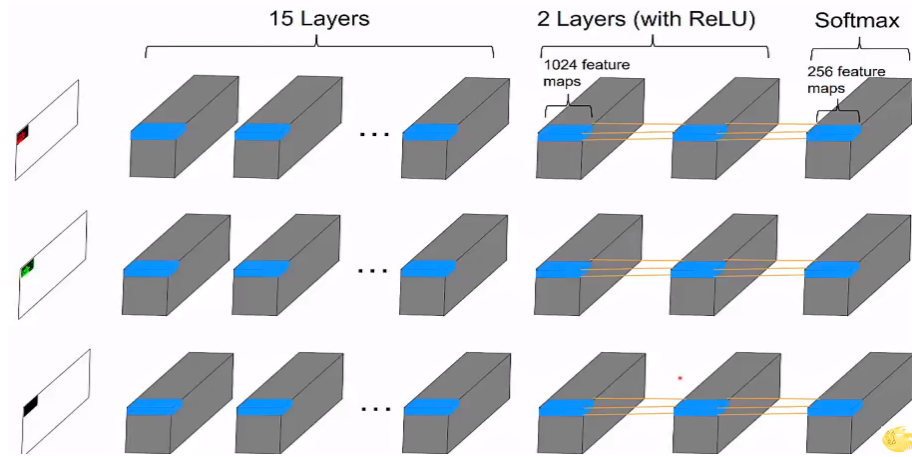 15 Layers
2 Layers (with ReLU)
Softmax
1024 feature
maps
256 feature
maps